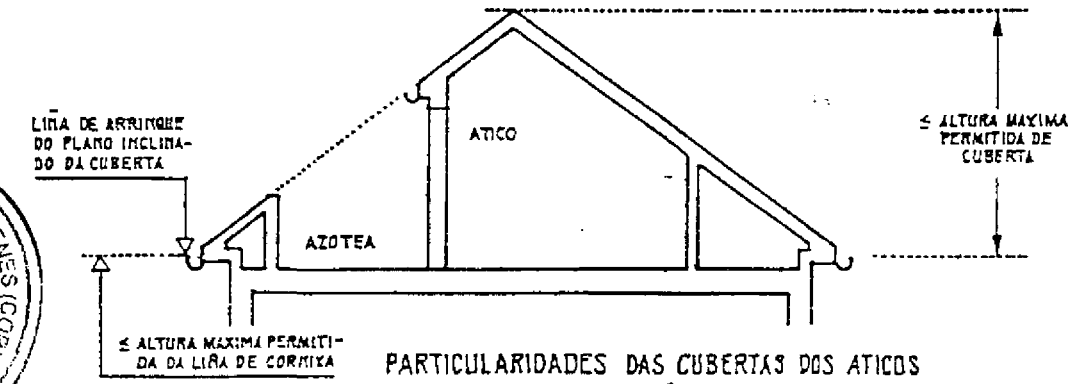 LIÑA DE ARRINQUE
DO PLANO INCLINA-
DO DA CUBERTA
ATICO
≤ ALTURA MAXIMA
PERMITIDA DE
CUBERTA
AZOTEA
≤ ALTURA MAXIMA PERMITI-
DA DA LIÑA DE CORNIXA
PARTICULARIDADES DAS CUBERTAS DOS ATICOS